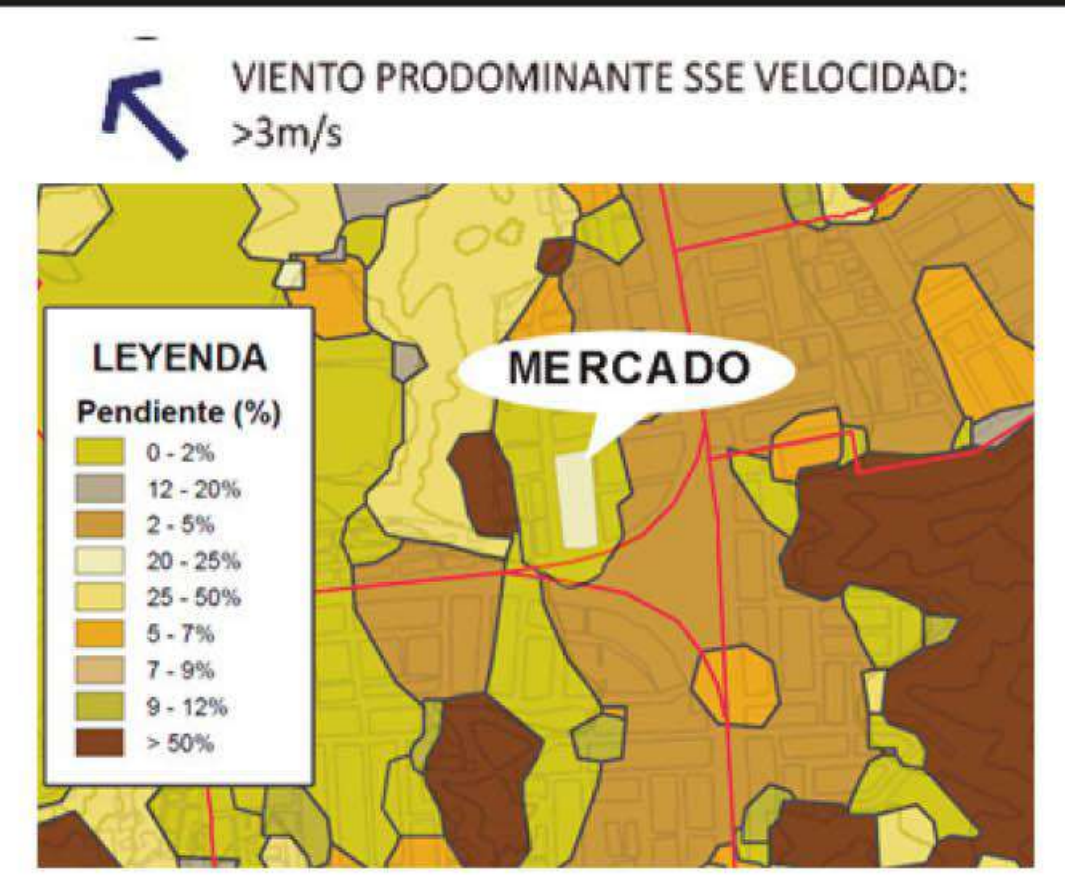 VIENTO PRODOMINANTE SSE VELOCIDAD:
>3m/s
MERCADO
LEYENDA
Pendiente (%)
0 - 2%
12 - 20%
2 - 5%
20 - 25%
25 - 50%
5 - 7%
7 - 9%
9 - 12%
> 50%